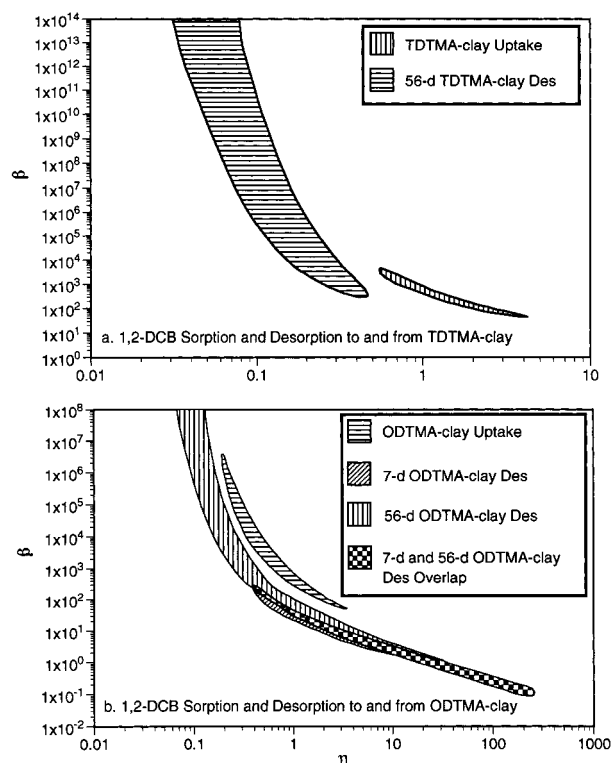 1x10^14
1x10^13
1x10^12
1x10^11
1x10^10
1x10^9
1x10^8
1x10^7
1x10^6
1x10^5
1x10^4
1x10^3
1x10^2
1x10^1
1x10^0
β
TDTMA-clay Uptake
56-d TDTMA-clay Des
a. 1,2-DCB Sorption and Desorption to and from TDTMA-clay
0.01 0.1 1 10
1x10^8
1x10^7
1x10^6
1x10^5
1x10^4
1x10^3
1x10^2
1x10^1
1x10^0
1x10^-1
1x10^-2
β
ODTMA-clay Uptake
7-d ODTMA-clay Des
56-d ODTMA-clay Des
7-d and 56-d ODTMA-clay
Des Overlap
b. 1,2-DCB Sorption and Desorption to and from ODTMA-clay
0.01 0.1 1 10 100 1000